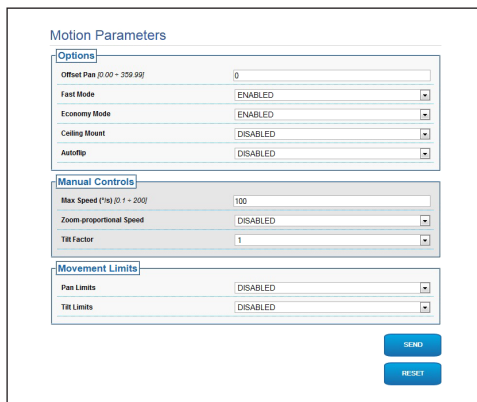 Motion Parameters
Options
Offset Pan [0.00 ÷ 359.99] 0
Fast Mode ENABLED
Economy Mode ENABLED
Ceiling Mount DISABLED
Autoflip DISABLED
Manual Controls
Max Speed (°/s) [0.1 ÷ 200] 100
Zoom-proportional Speed DISABLED
Tilt Factor 1
Movement Limits
Pan Limits DISABLED
Tilt Limits DISABLED
SEND
RESET